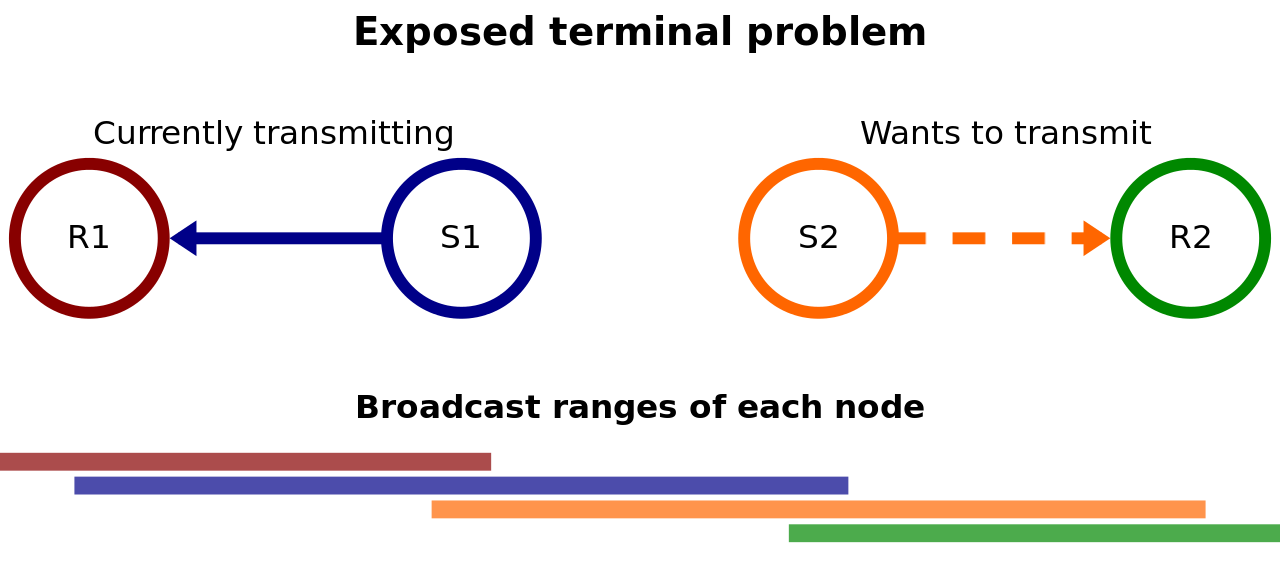 Exposed terminal problem
Currently transmitting
Wants to transmit
R1
S1
S2
R2
Broadcast ranges of each node